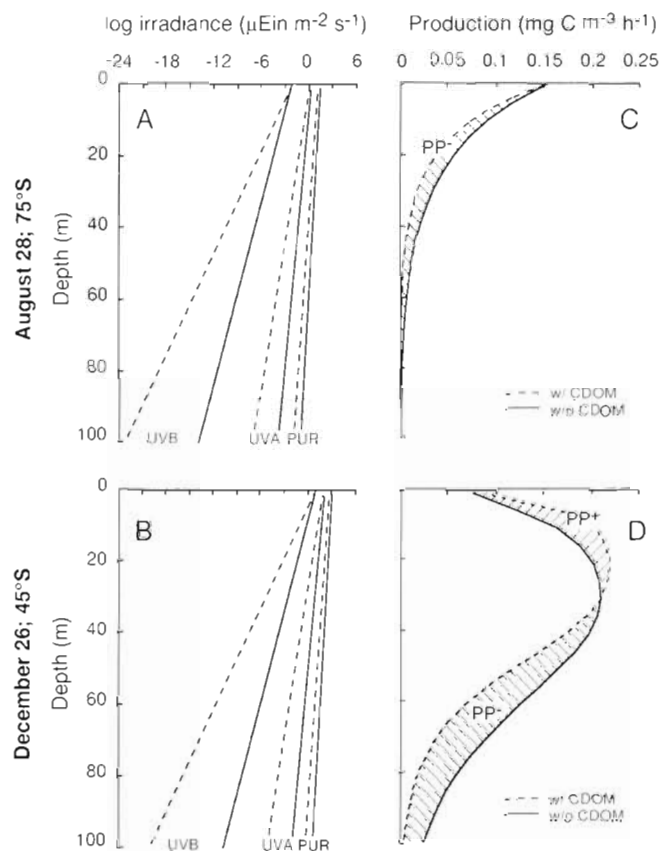 log irradiance (µEin m-2 s-1)
-24 -18 -12 -6 0 6
Production (mg C m-3 h-1)
0 0.05 0.1 0.15 0.2 0.25
August 28; 75°S
Depth (m)
0
20
40
60
80
100
A
UVB
UVA
PUR
C
PP-
w/ CDOM
w/o CDOM
December 26; 45°S
Depth (m)
0
20
40
60
80
100
B
UVB
UVA
PUR
D
PP+
PP-
w/ CDOM
w/o CDOM